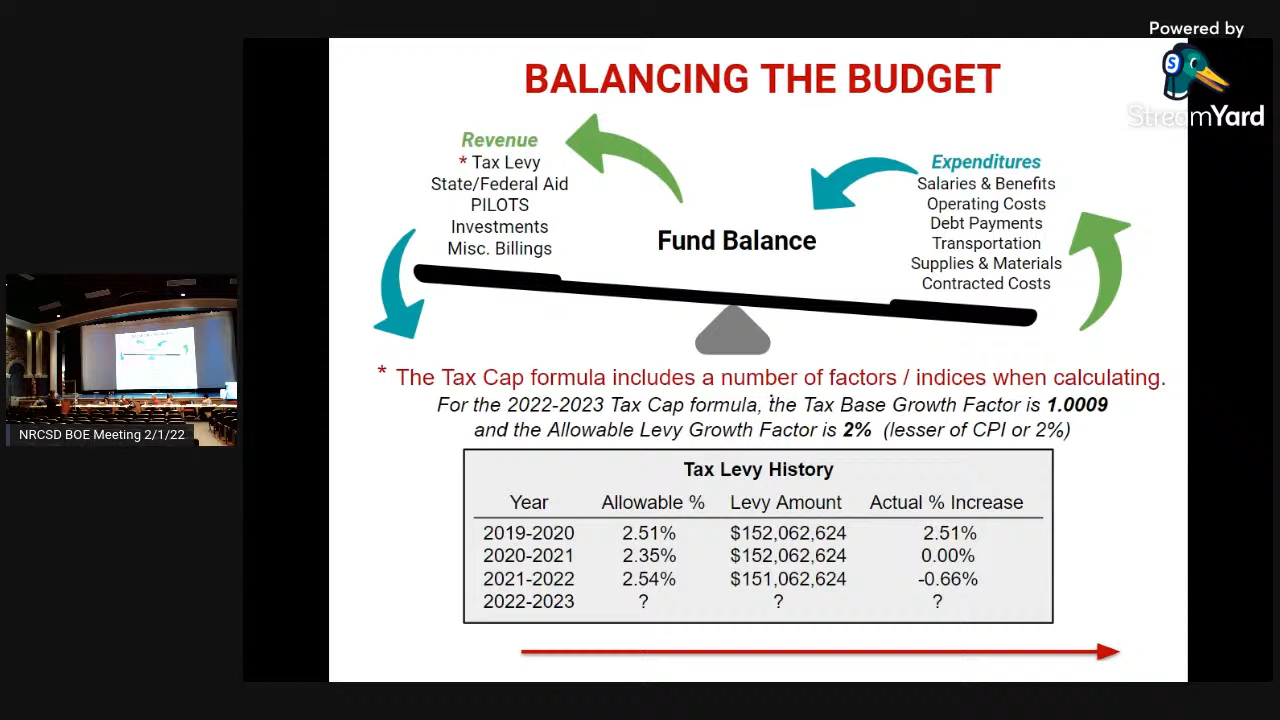 Powered by
StreamYard
BALANCING THE BUDGET
Revenue
* Tax Levy
State/Federal Aid
PILOTS
Investments
Misc. Billings
Fund Balance
Expenditures
Salaries & Benefits
Operating Costs
Debt Payments
Transportation
Supplies & Materials
Contracted Costs
* The Tax Cap formula includes a number of factors / indices when calculating.
For the 2022-2023 Tax Cap formula, the Tax Base Growth Factor is 1.0009
and the Allowable Levy Growth Factor is 2% (lesser of CPI or 2%)
Tax Levy History
Year Allowable % Levy Amount Actual % Increase
2019-2020 2.51% $152,062,624 2.51%
2020-2021 2.35% $152,062,624 0.00%
2021-2022 2.54% $151,062,624 -0.66%
2022-2023 ? ? ?
NRCSD BOE Meeting 2/1/22